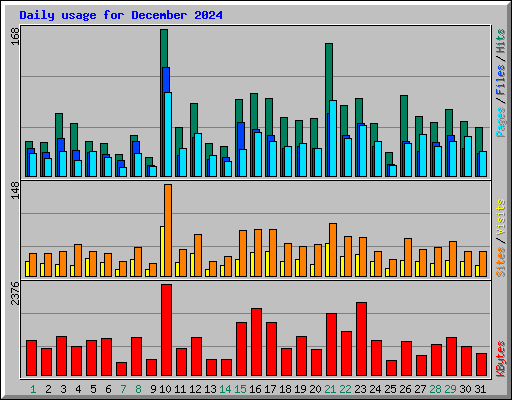 Daily usage for December 2024
168
Pages / Files / Hits
148
Sites / Visits
2376
KBytes
1 2 3 4 5 6 7 8 9 10 11 12 13 14 15 16 17 18 19 20 21 22 23 24 25 26 27 28 29 30 31